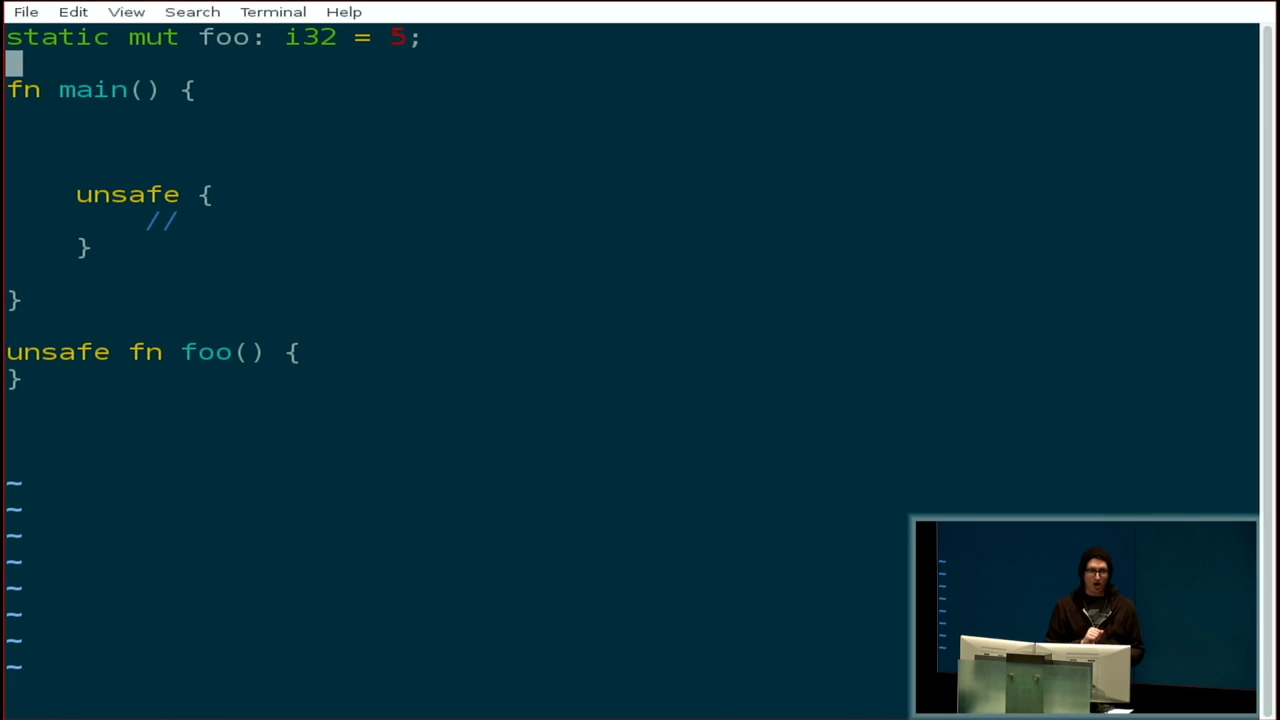 File Edit View Search Terminal Help
static mut foo: i32 = 5;
fn main() {
unsafe {
//
}
}
unsafe fn foo() {
}
~
~
~
~
~
~
~
~